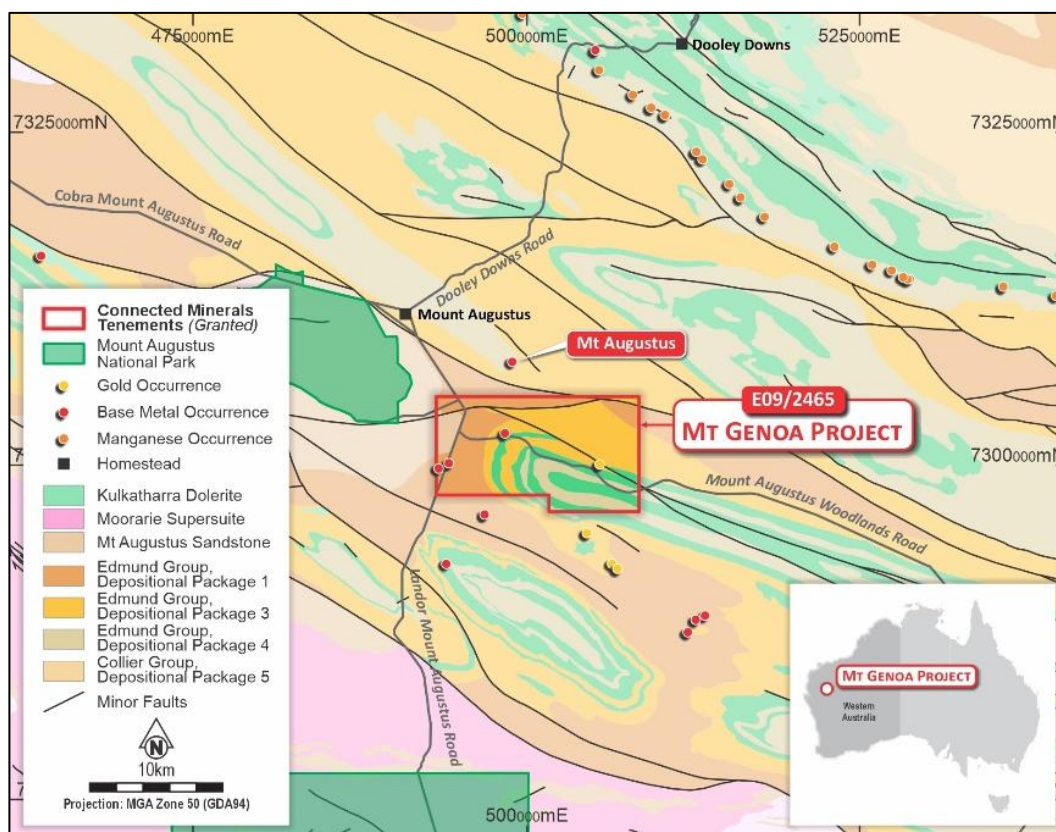 475000mE
500000mE
525000mE
Dooley Downs
7325000mN
7325000mN
Cobra Mount Augustus Road
Dooley Downs Road
Mount Augustus
Mt Augustus
E09/2465
MT GENOA PROJECT
7300000mN
Mount Augustus Woodlands Road
Landor Mount Augustus Road
Connected Minerals
Tenements (Granted)
Mount Augustus
National Park
Gold Occurrence
Base Metal Occurrence
Manganese Occurrence
Homestead
Kulkatharra Dolerite
Moorarie Supersuite
Mt Augustus Sandstone
Edmund Group,
Depositional Package 1
Edmund Group,
Depositional Package 3
Edmund Group,
Depositional Package 4
Collier Group,
Depositional Package 5
Minor Faults
N
10km
Projection: MGA Zone 50 (GDA94)
MT GENOA PROJECT
Western
Australia
500000mE